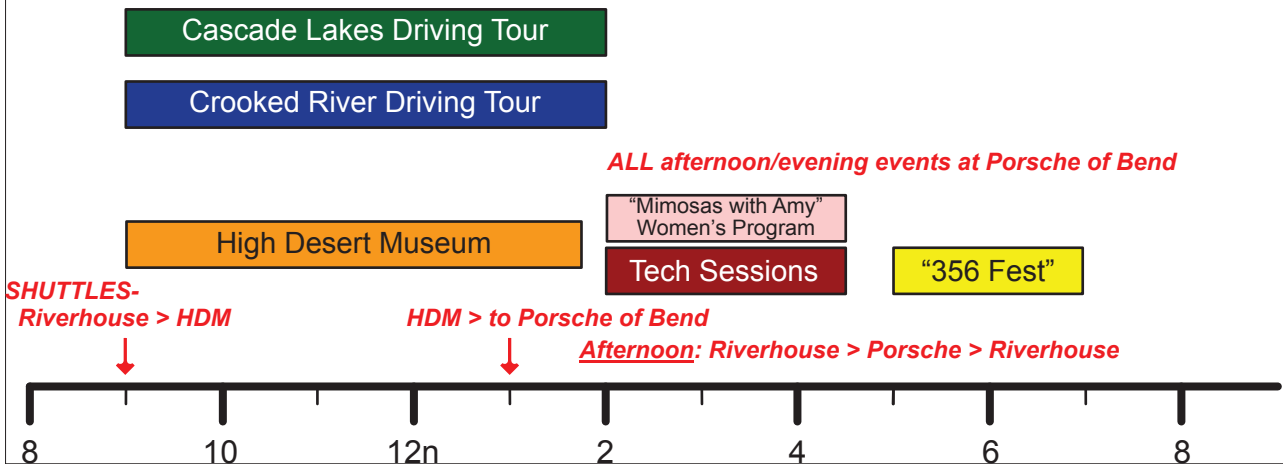 Cascade Lakes Driving Tour
Crooked River Driving Tour
ALL afternoon/evening events at Porsche of Bend
“Mimosas with Amy”
Women’s Program
High Desert Museum
Tech Sessions
“356 Fest”
SHUTTLES-
Riverhouse > HDM
HDM > to Porsche of Bend
Afternoon: Riverhouse > Porsche > Riverhouse
8 10 12n 2 4 6 8